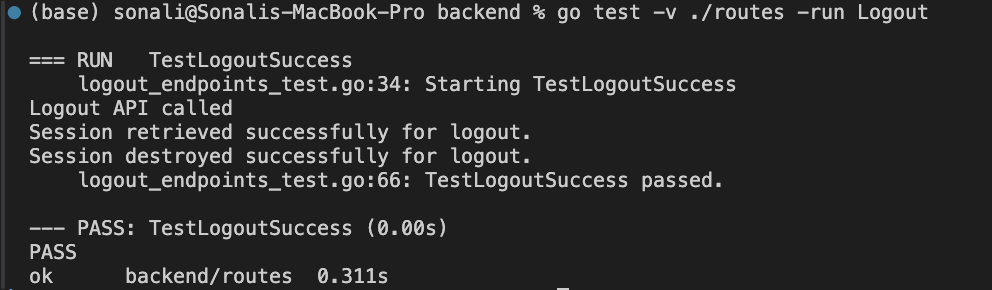 (base) sonali@Sonalis-MacBook-Pro backend % go test -v ./routes -run Logout
=== RUN   TestLogoutSuccess
    logout_endpoints_test.go:34: Starting TestLogoutSuccess
Logout API called
Session retrieved successfully for logout.
Session destroyed successfully for logout.
    logout_endpoints_test.go:66: TestLogoutSuccess passed.
--- PASS: TestLogoutSuccess (0.00s)
PASS
ok      backend/routes  0.311s